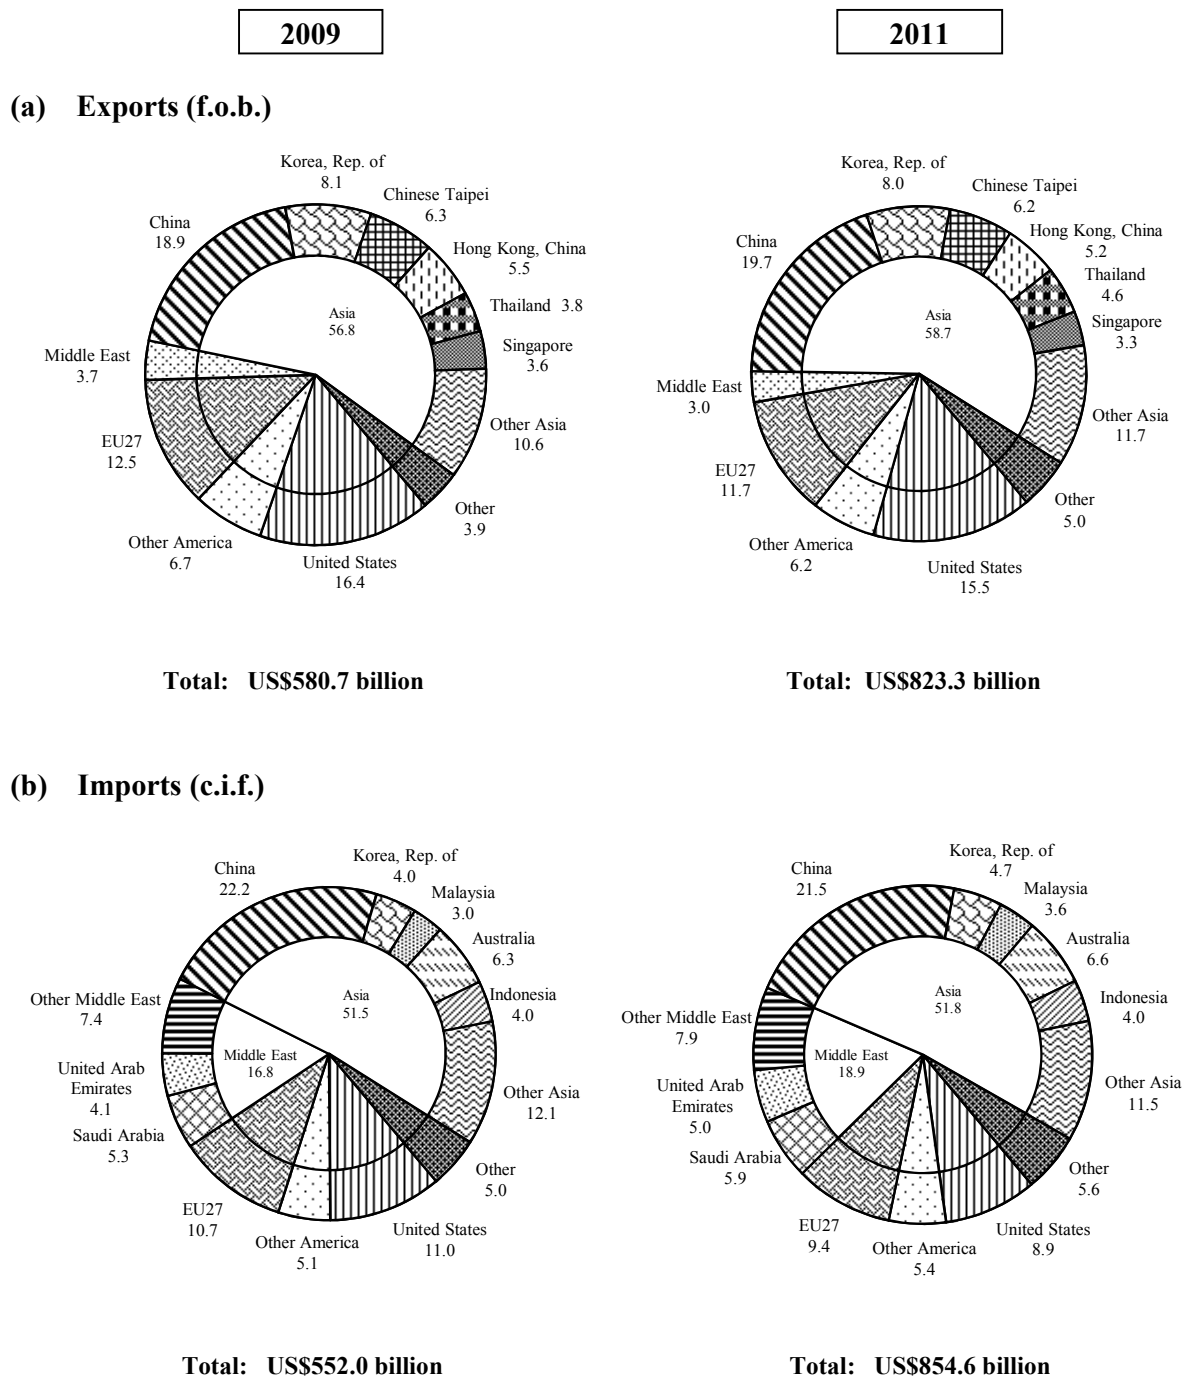 2009
2011
(a) Exports (f.o.b.)
Korea, Rep. of
8.1
Chinese Taipei
6.3
Hong Kong, China
5.5
Thailand 3.8
Singapore
3.6
Other Asia
10.6
Other
3.9
United States
16.4
Other America
6.7
EU27
12.5
Middle East
3.7
China
18.9
Asia
56.8
Total: US$580.7 billion
Korea, Rep. of
8.0
Chinese Taipei
6.2
Hong Kong, China
5.2
Thailand
4.6
Singapore
3.3
Other Asia
11.7
Other
5.0
United States
15.5
Other America
6.2
EU27
11.7
Middle East
3.0
China
19.7
Asia
58.7
Total: US$823.3 billion
(b) Imports (c.i.f.)
Korea, Rep. of
4.0
Malaysia
3.0
Australia
6.3
Indonesia
4.0
Other Asia
12.1
Other
5.0
United States
11.0
Other America
5.1
EU27
10.7
Saudi Arabia
5.3
United Arab
Emirates
4.1
Other Middle East
7.4
China
22.2
Asia
51.5
Middle East
16.8
Total: US$552.0 billion
Korea, Rep. of
4.7
Malaysia
3.6
Australia
6.6
Indonesia
4.0
Other Asia
11.5
Other
5.6
United States
8.9
Other America
5.4
EU27
9.4
Saudi Arabia
5.9
United Arab
Emirates
5.0
Other Middle East
7.9
China
21.5
Asia
51.8
Middle East
18.9
Total: US$854.6 billion